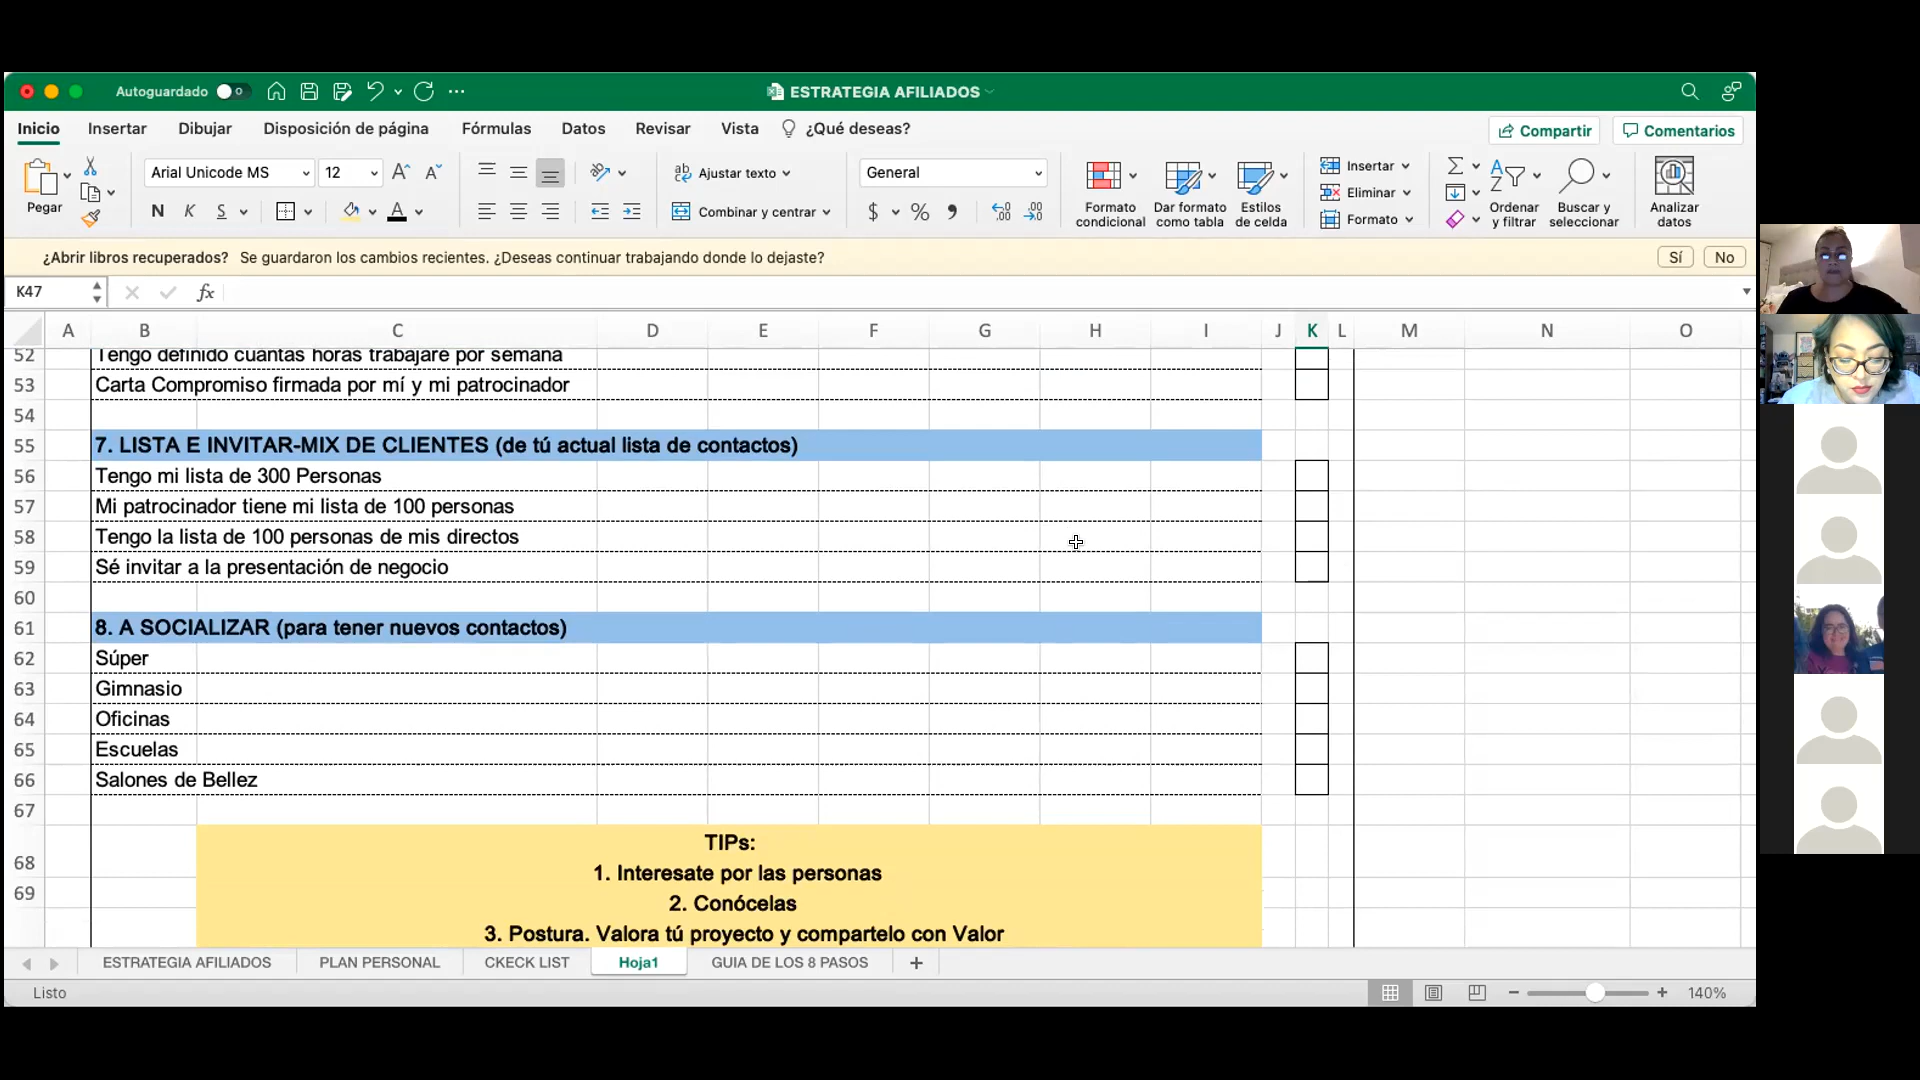 Autoguardado
ESTRATEGIA AFILIADOS
Inicio Insertar Dibujar Disposición de página Fórmulas Datos Revisar Vista ¿Qué deseas? Compartir Comentarios
Pegar
Arial Unicode MS 12
N K S A
ab Ajustar texto
Combinar y centrar
General
$ %
Formato condicional
Dar formato como tabla
Estilos de celda
Insertar
Eliminar
Formato
Ordenar y filtrar
Buscar y seleccionar
Analizar datos
¿Abrir libros recuperados? Se guardaron los cambios recientes. ¿Deseas continuar trabajando donde lo dejaste? Sí No
K47 fx
A B C D E F G H I J K L M N O
52 Tengo definido cuantas horas trabajaré por semana
53 Carta Compromiso firmada por mí y mi patrocinador
54
55 7. LISTA E INVITAR-MIX DE CLIENTES (de tú actual lista de contactos)
56 Tengo mi lista de 300 Personas
57 Mi patrocinador tiene mi lista de 100 personas
58 Tengo la lista de 100 personas de mis directos
59 Sé invitar a la presentación de negocio
60
61 8. A SOCIALIZAR (para tener nuevos contactos)
62 Súper
63 Gimnasio
64 Oficinas
65 Escuelas
66 Salones de Bellez
67
TIPs:
68 1. Interesate por las personas
69 2. Conócelas
3. Postura. Valora tú proyecto y compartelo con Valor
ESTRATEGIA AFILIADOS PLAN PERSONAL CKECK LIST Hoja1 GUIA DE LOS 8 PASOS +
Listo 140%